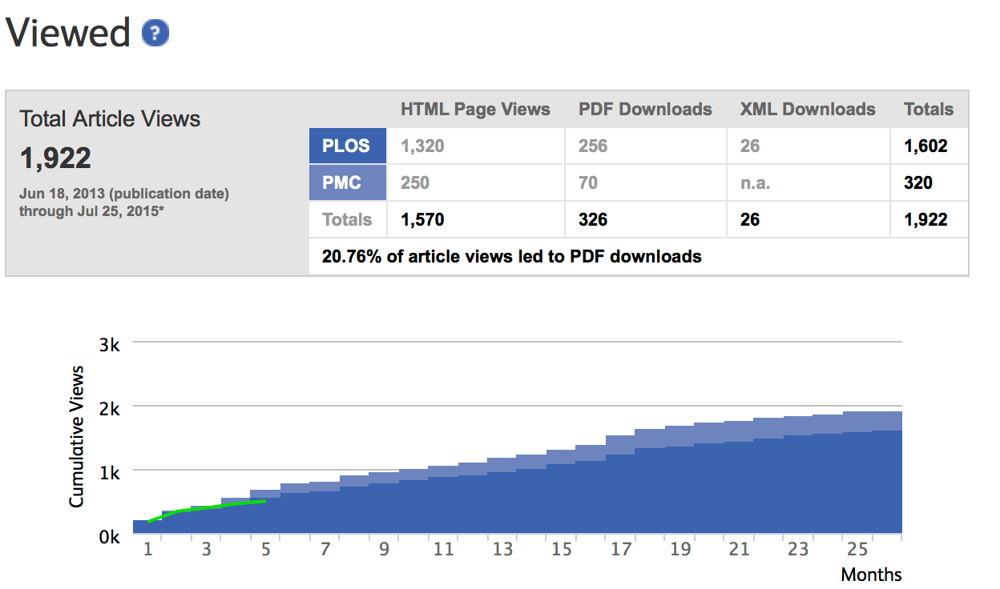 Viewed ?
Total Article Views
1,922
Jun 18, 2013 (publication date)
through Jul 25, 2015*
HTML Page Views PDF Downloads XML Downloads Totals
PLOS 1,320 256 26 1,602
PMC 250 70 n.a. 320
Totals 1,570 326 26 1,922
20.76% of article views led to PDF downloads
Cumulative Views
3k
2k
1k
0k
1 3 5 7 9 11 13 15 17 19 21 23 25
Months